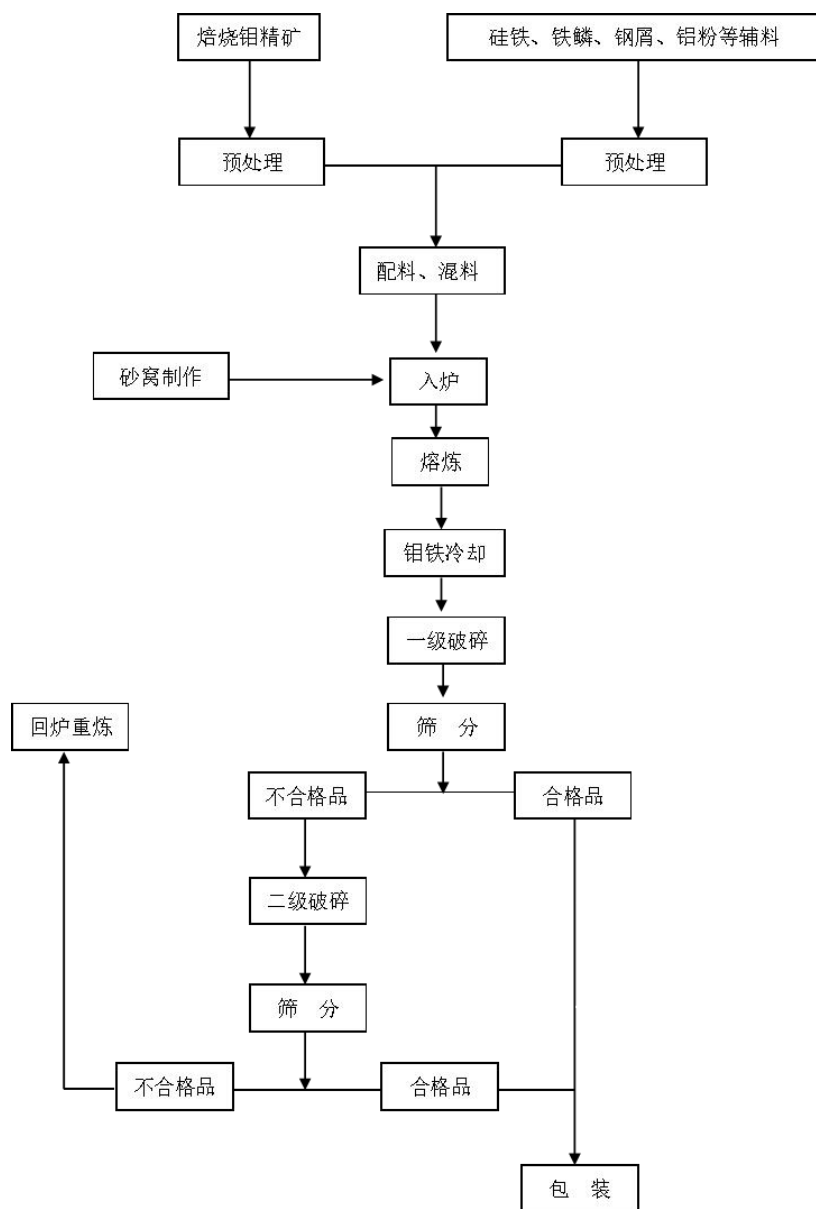 焙烧钼精矿
硅铁、铁鳞、钢屑、铝粉等辅料
预处理
预处理
配料、混料
砂窝制作
入炉
熔炼
钼铁冷却
一级破碎
筛 分
回炉重炼
不合格品
合格品
二级破碎
筛 分
不合格品
合格品
包 装